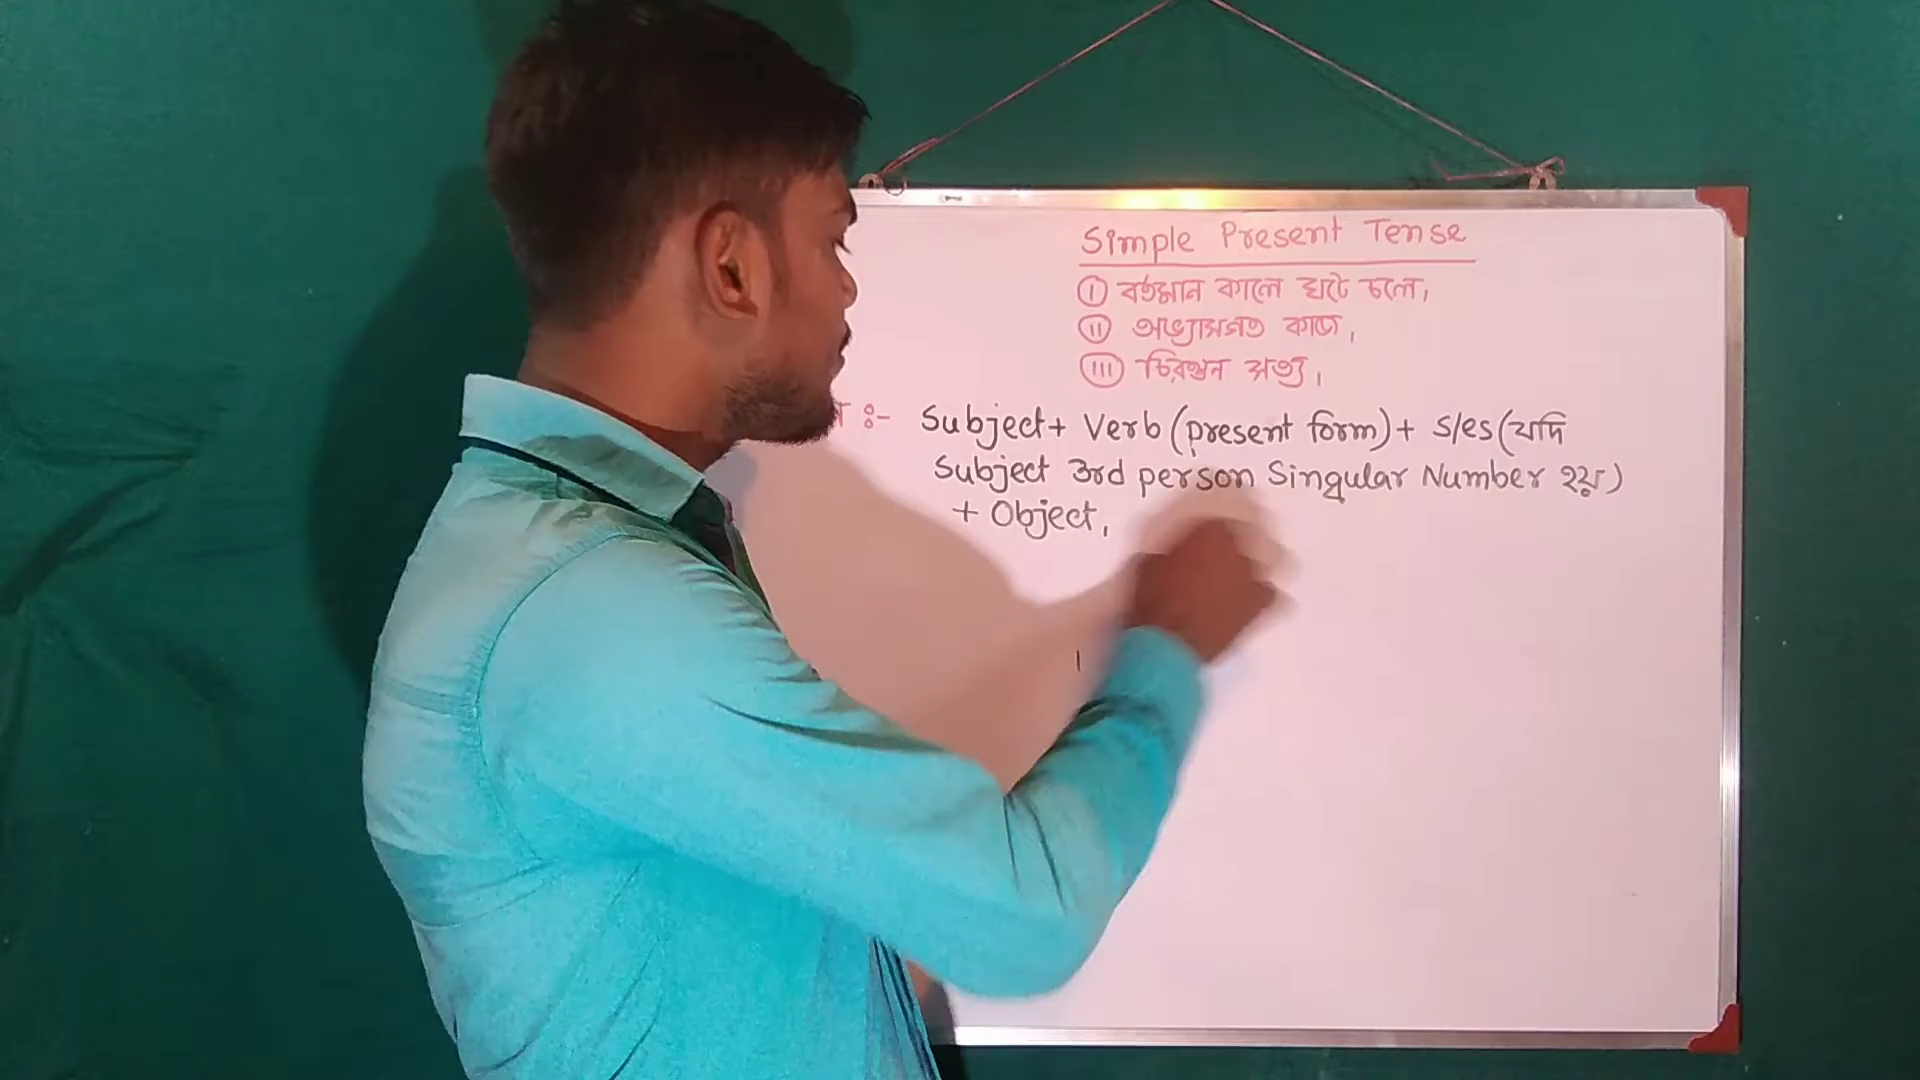 Simple Present Tense
(i) বর্তমান কালে ঘটে চলে।
(ii) অভ্যাসগত কাজ।
(iii) চিরন্তন সত্য।
:- Subject + Verb (present form) + s/es (যদি
Subject 3rd person Singular Number হয়)
+ Object।